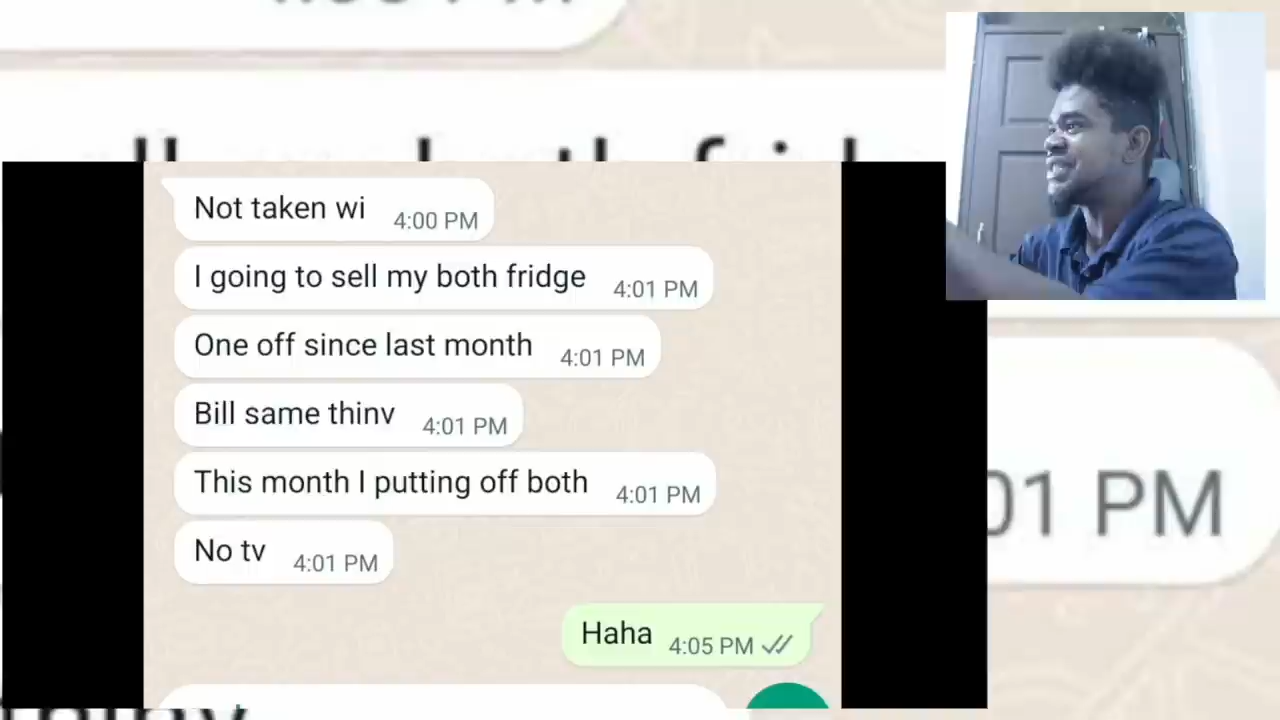 Not taken wi 4:00 PM
I going to sell my both fridge 4:01 PM
One off since last month 4:01 PM
Bill same thinv 4:01 PM
This month I putting off both 4:01 PM
No tv 4:01 PM
01 PM
Haha 4:05 PM